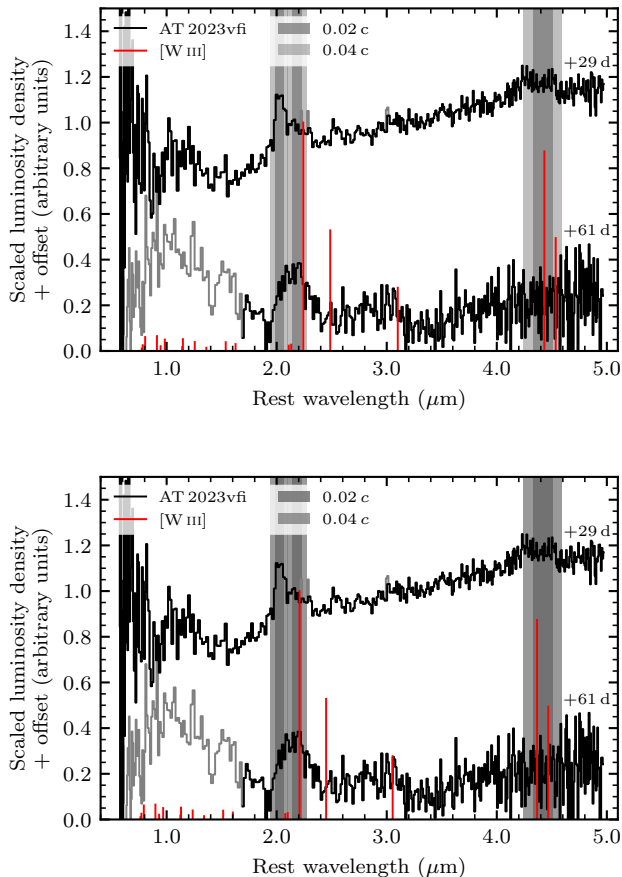 1.4
1.2
1.0
0.8
0.6
0.4
0.2
0.0
Scaled luminosity density
+ offset (arbitrary units)
AT 2023vfi
[W III]
0.02 c
0.04 c
+29 d
+61 d
1.0 2.0 3.0 4.0 5.0
Rest wavelength (μm)
1.4
1.2
1.0
0.8
0.6
0.4
0.2
0.0
Scaled luminosity density
+ offset (arbitrary units)
AT 2023vfi
[W III]
0.02 c
0.04 c
+29 d
+61 d
1.0 2.0 3.0 4.0 5.0
Rest wavelength (μm)